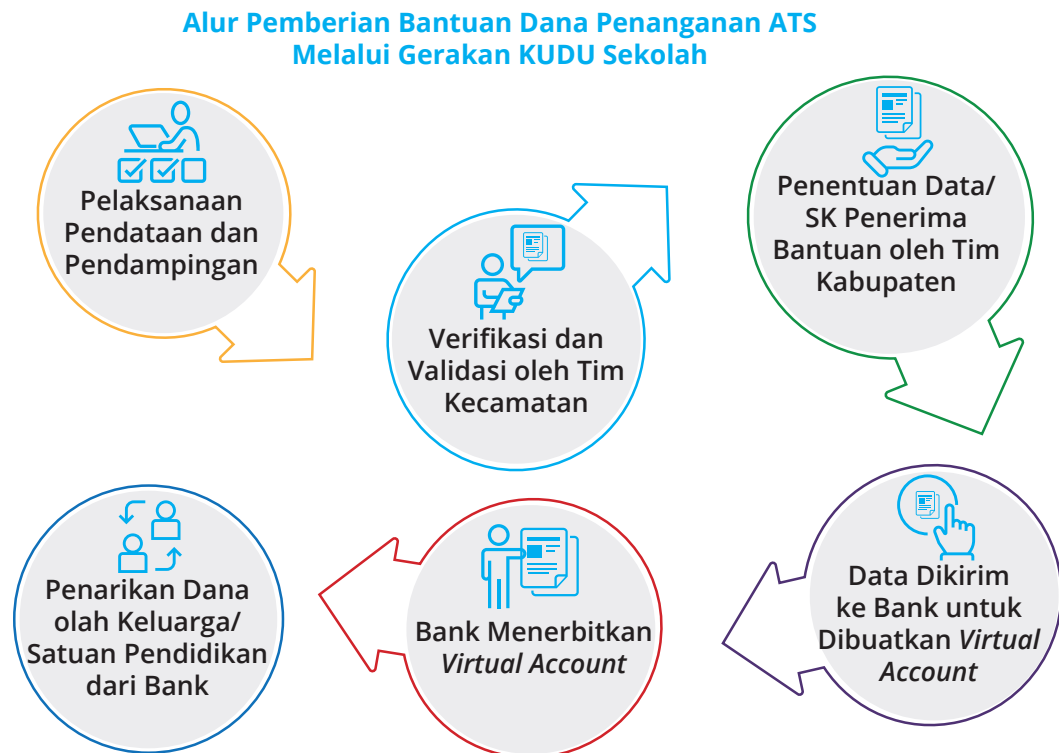 Alur Pemberian Bantuan Dana Penanganan ATS
Melalui Gerakan KUDU Sekolah
Pelaksanaan
Pendataan dan
Pendampingan
Verifikasi dan
Validasi oleh Tim
Kecamatan
Penentuan Data/
SK Penerima
Bantuan oleh Tim
Kabupaten
Data Dikirim
ke Bank untuk
Dibuatkan Virtual
Account
Bank Menerbitkan
Virtual Account
Penarikan Dana
olah Keluarga/
Satuan Pendidikan
dari Bank